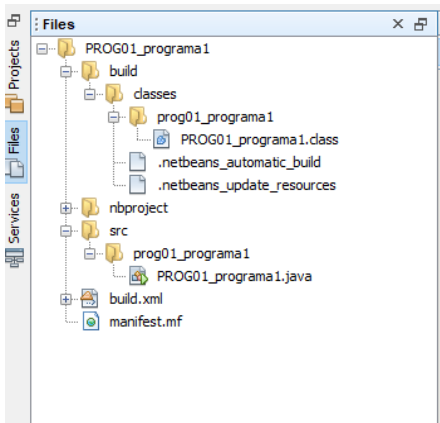 Files
PROG01_programa1
build
classes
prog01_programa1
PROG01_programa1.class
.netbeans_automatic_build
.netbeans_update_resources
nbproject
src
prog01_programa1
PROG01_programa1.java
build.xml
manifest.mf
Projects
Files
Services